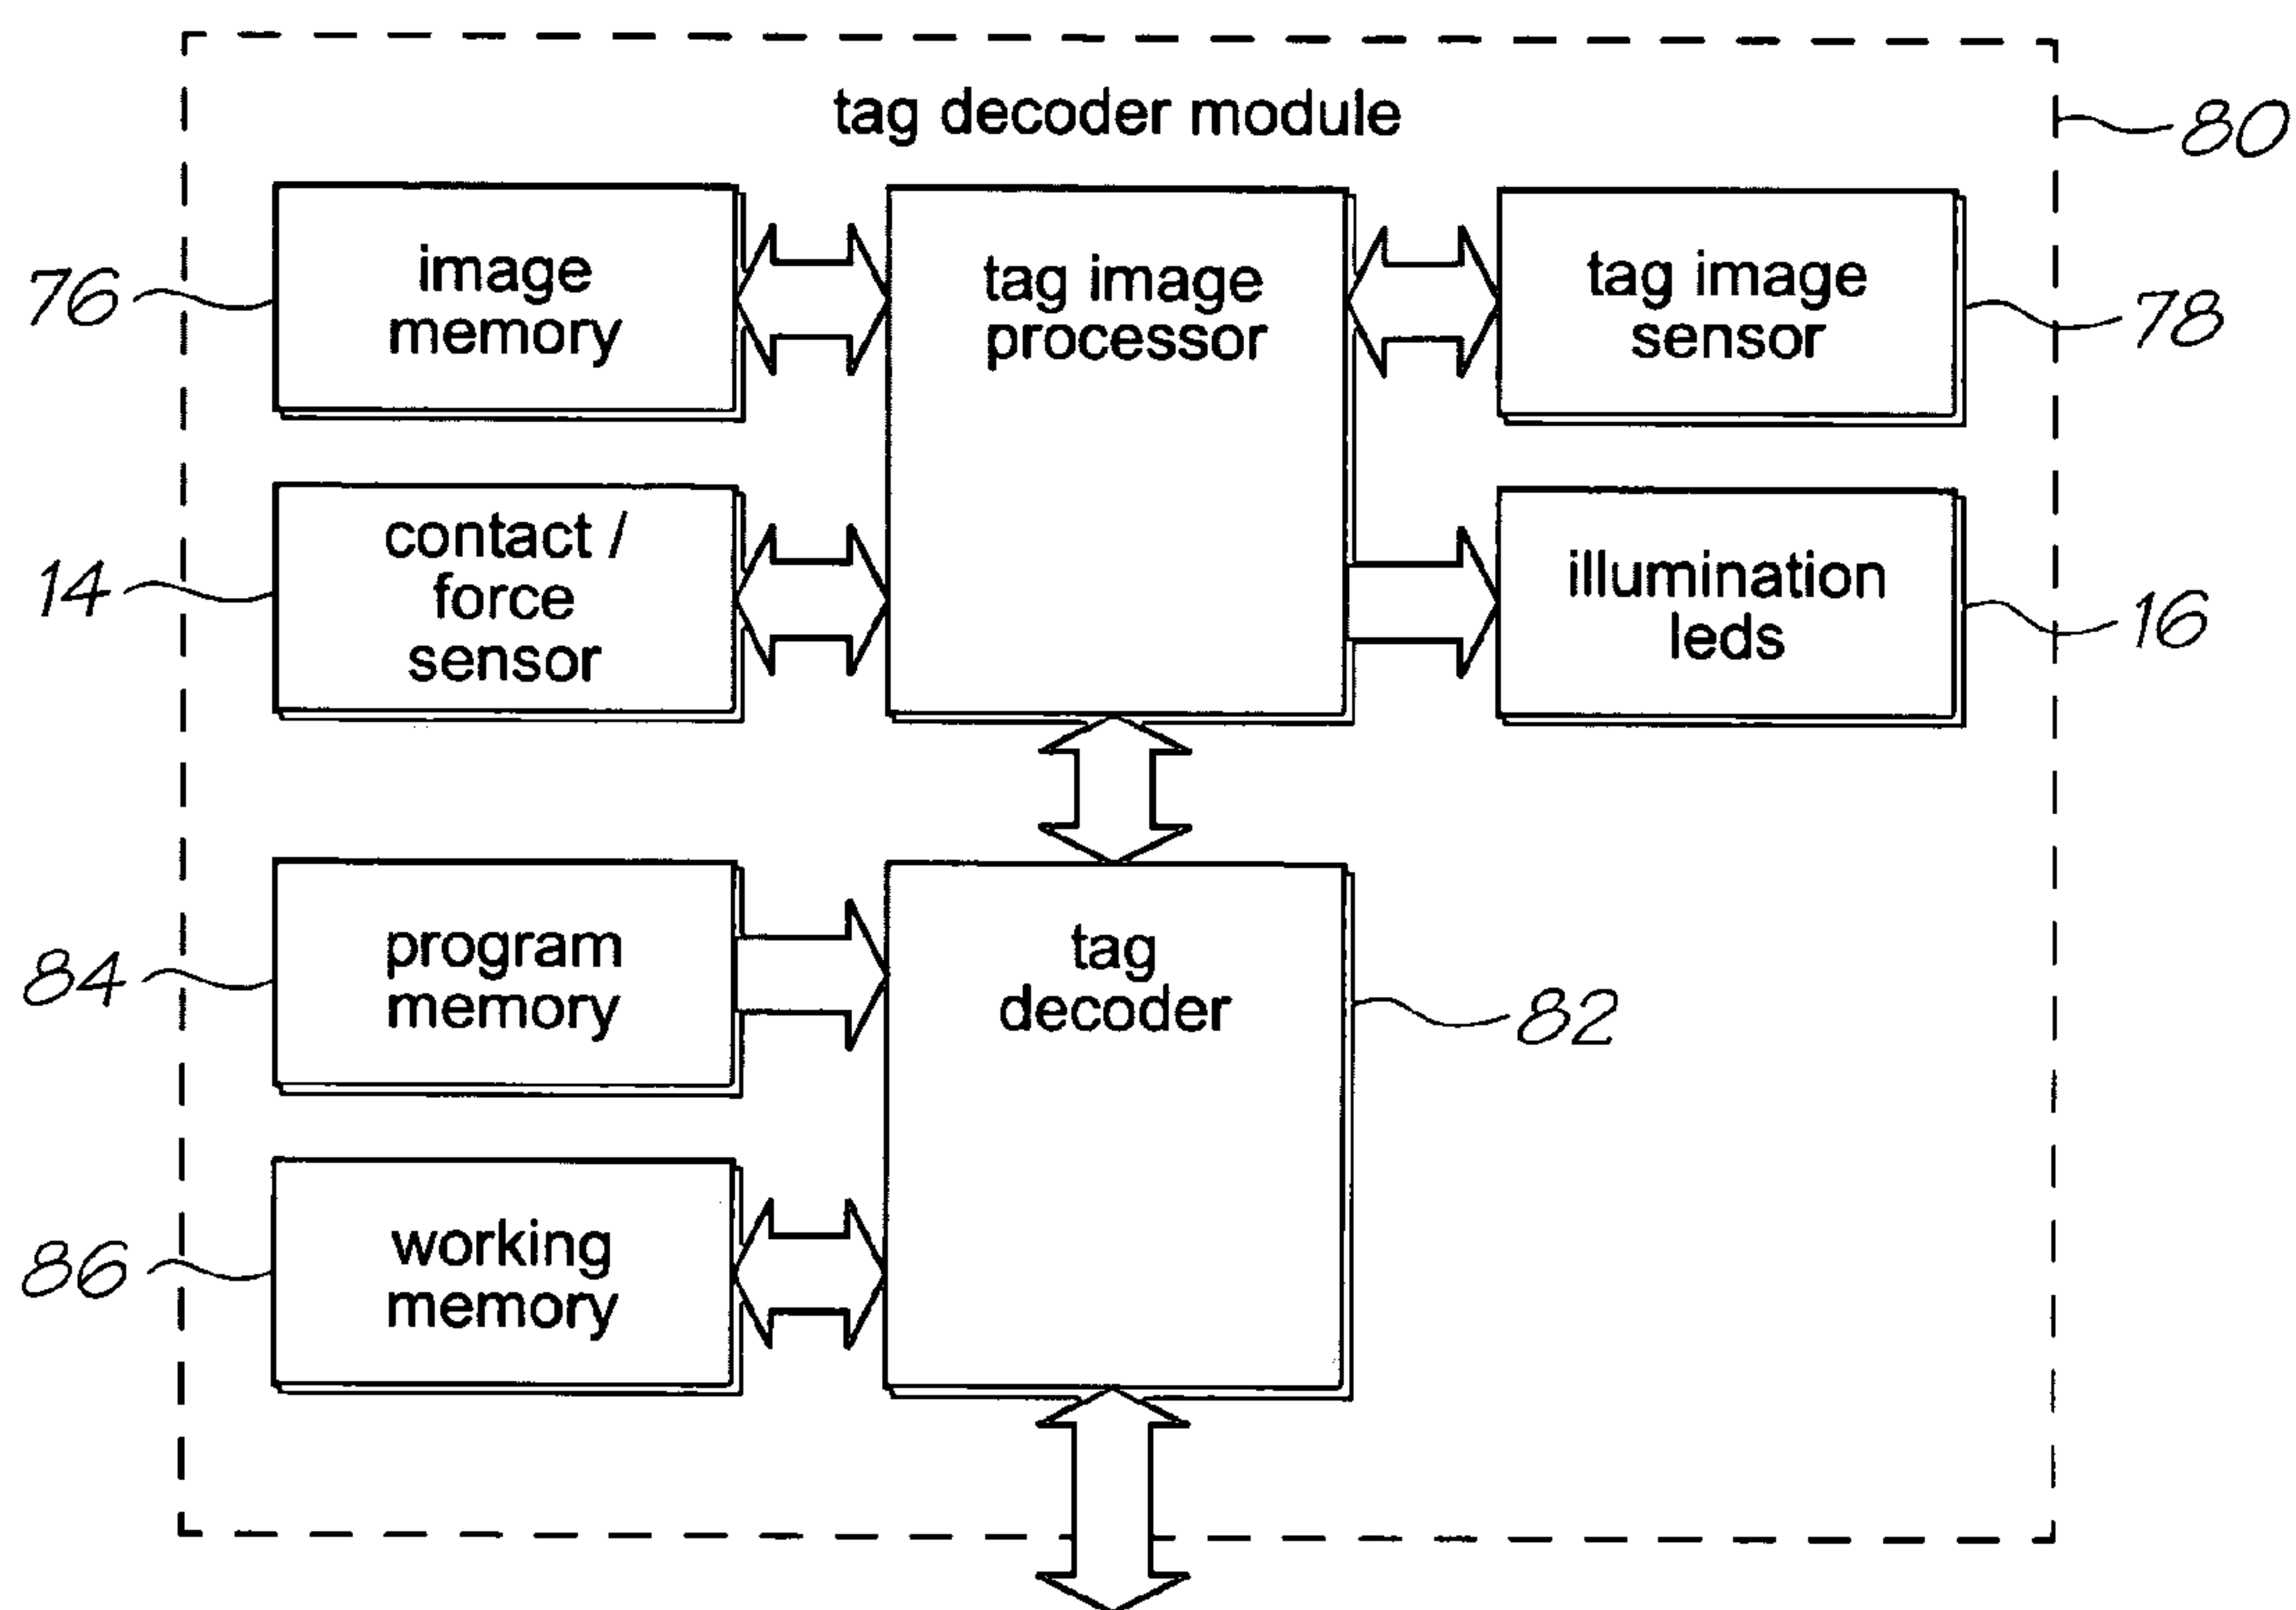 tag decoder module
80
image
memory
76
tag image
processor
tag image
sensor
78
contact /
force
sensor
14
illumination
leds
16
program
memory
84
tag
decoder
82
working
memory
86